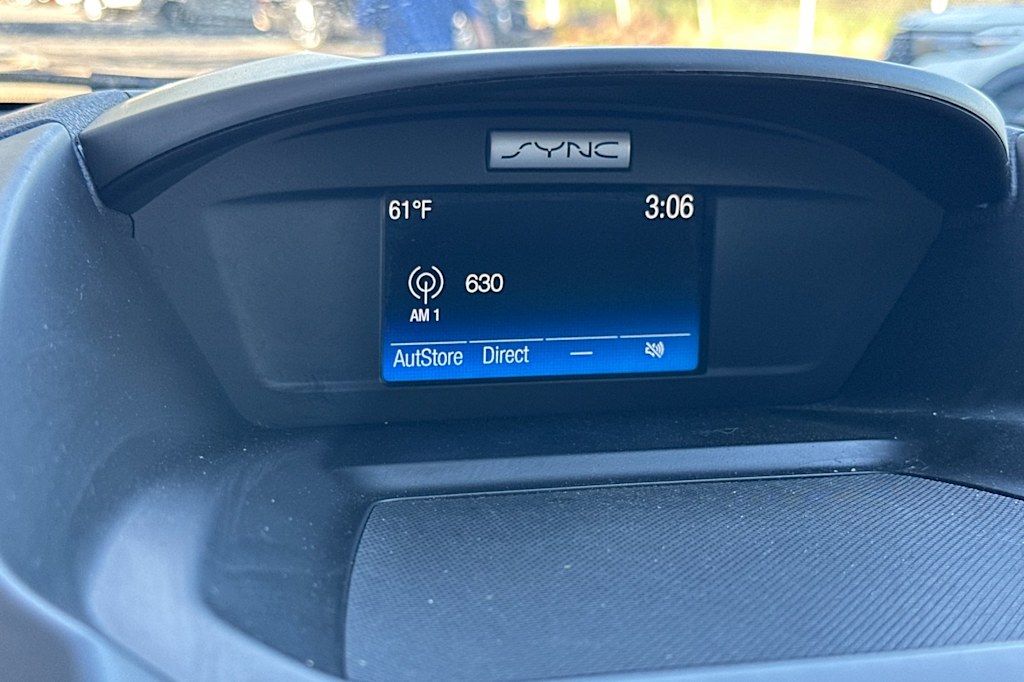 SYNC
61°F 3:06
630
AM 1
AutStore Direct —